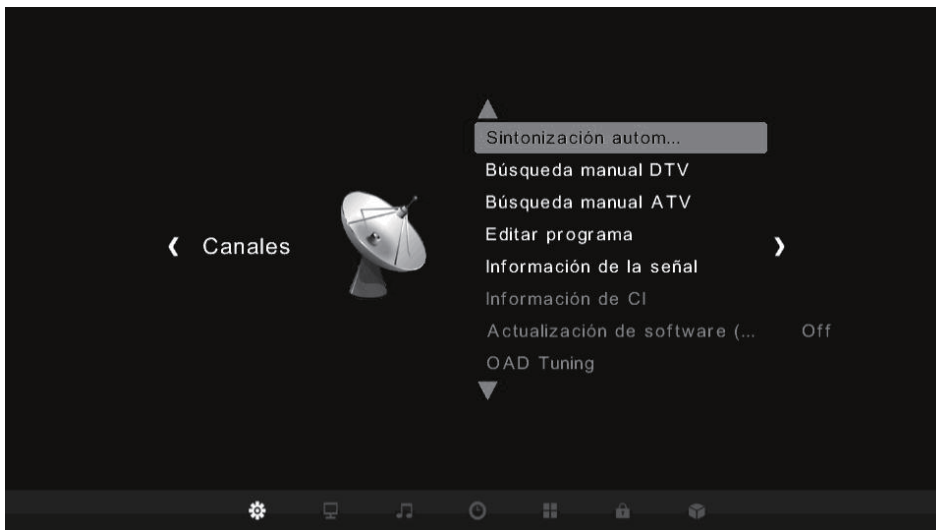 Sintonización autom...
Búsqueda manual DTV
Búsqueda manual ATV
Editar programa
Canales
Información de la señal
Información de CI
Actualización de software (... Off
OAD Tuning